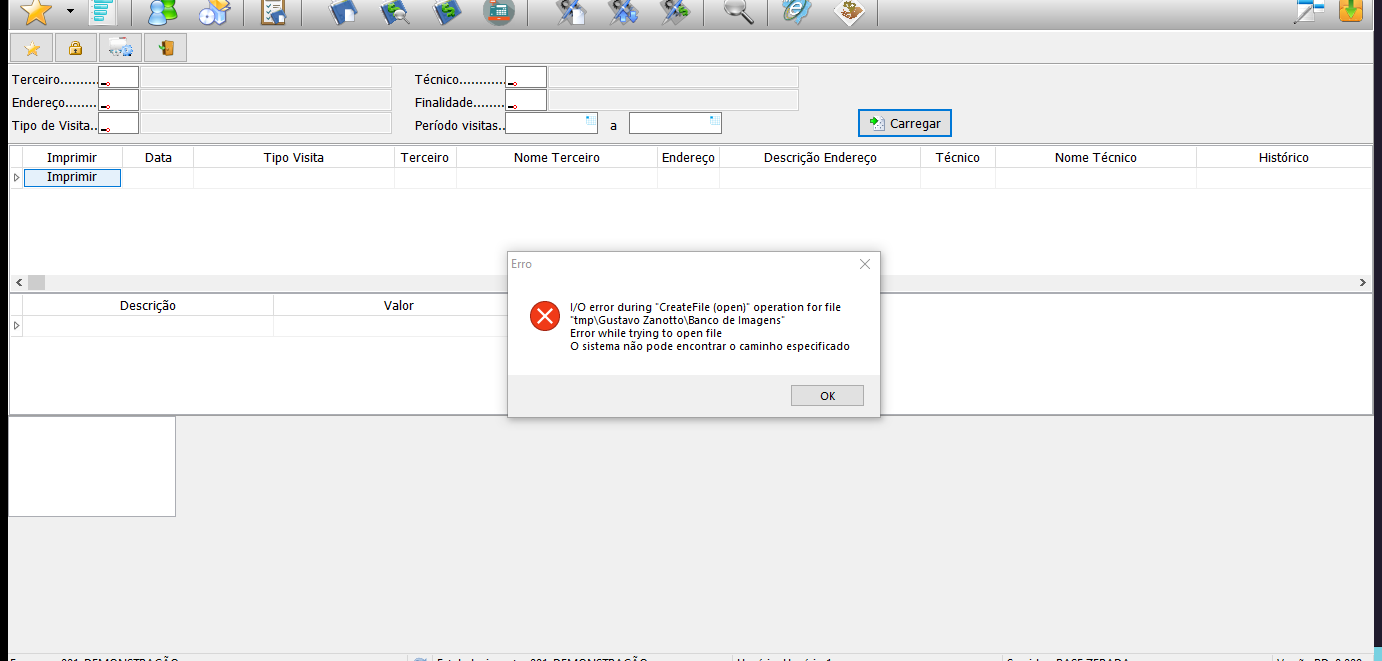 Terceiro..........
Técnico............
Endereço........
Finalidade........
Tipo de Visita..
Período visitas..
a
Carregar
Imprimir Data Tipo Visita Terceiro Nome Terceiro Endereço Descrição Endereço Técnico Nome Técnico Histórico
Imprimir
Descrição Valor
Erro
I/O error during "CreateFile (open)" operation for file
"tmp\Gustavo Zanotto\Banco de Imagens"
Error while trying to open file
O sistema não pode encontrar o caminho especificado
OK